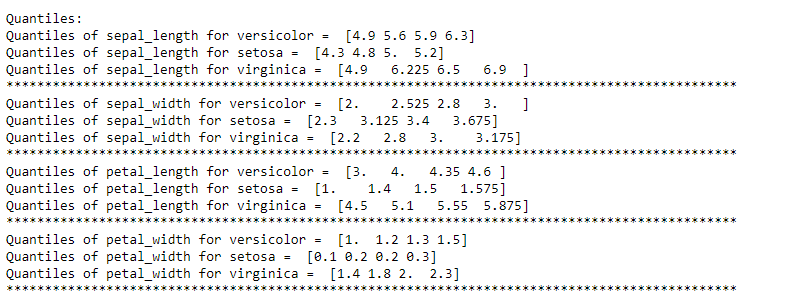 Quantiles:
Quantiles of sepal_length for versicolor =  [4.9 5.6 5.9 6.3]
Quantiles of sepal_length for setosa =  [4.3 4.8 5.  5.2]
Quantiles of sepal_length for virginica =  [4.9   6.225 6.5   6.9  ]
***********************************************************************************************
Quantiles of sepal_width for versicolor =  [2.    2.525 2.8   3.   ]
Quantiles of sepal_width for setosa =  [2.3   3.125 3.4   3.675]
Quantiles of sepal_width for virginica =  [2.2   2.8   3.    3.175]
***********************************************************************************************
Quantiles of petal_length for versicolor =  [3.   4.   4.35 4.6 ]
Quantiles of petal_length for setosa =  [1.    1.4   1.5   1.575]
Quantiles of petal_length for virginica =  [4.5   5.1   5.55  5.875]
***********************************************************************************************
Quantiles of petal_width for versicolor =  [1.  1.2 1.3 1.5]
Quantiles of petal_width for setosa =  [0.1 0.2 0.2 0.3]
Quantiles of petal_width for virginica =  [1.4 1.8 2.  2.3]
***********************************************************************************************